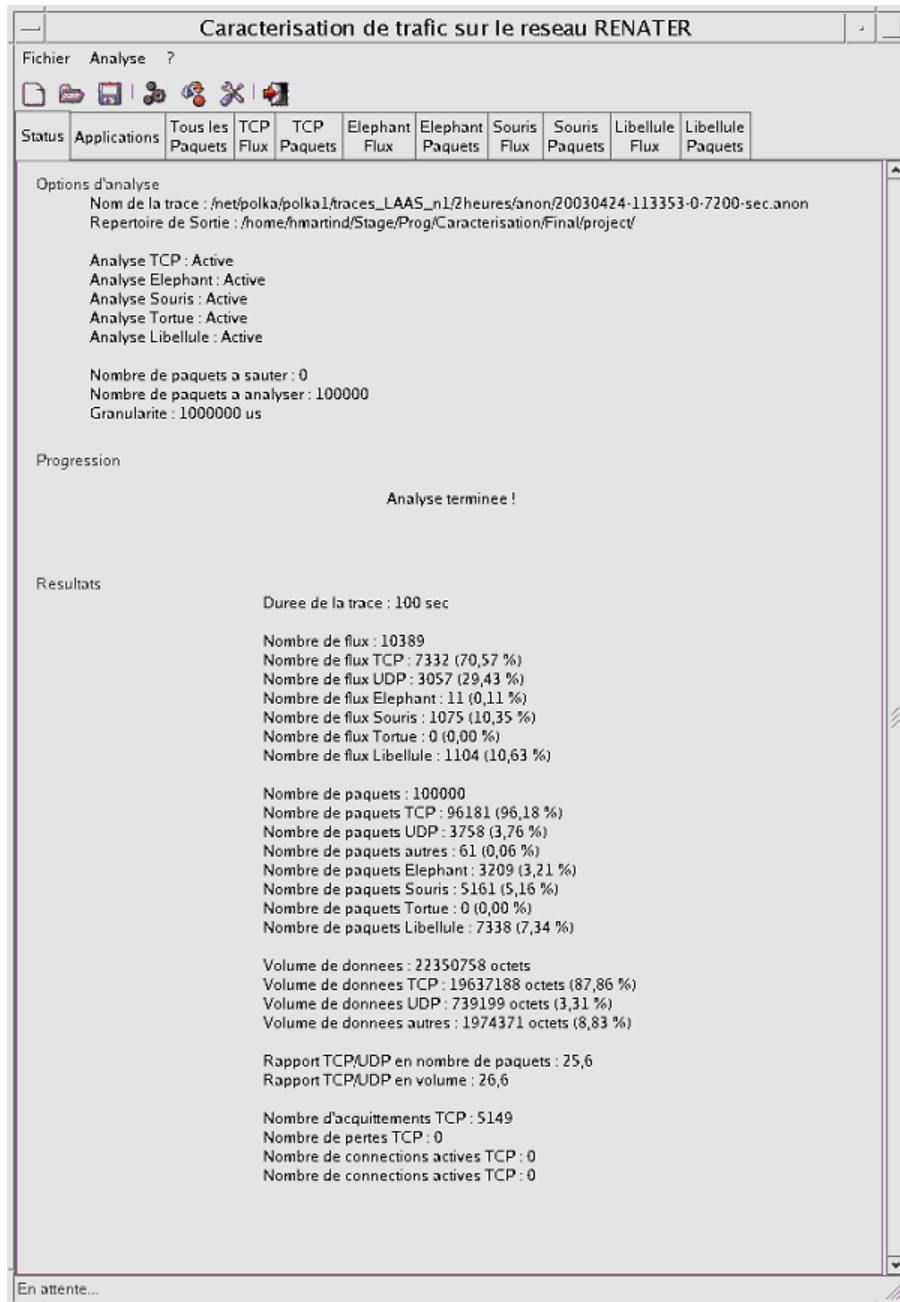 Caracterisation de trafic sur le reseau RENATER
Fichier Analyse ?
Status Applications Tous les Paquets TCP Flux TCP Paquets Elephant Flux Elephant Paquets Souris Flux Souris Paquets Libellule Flux Libellule Paquets
Options d'analyse
Nom de la trace : /net/polka/polka1/traces_LAAS_n1/2heures/anon/20030424-113353-0-7200-sec.anon
Repertoire de Sortie : /home/hmartind/Stage/Prog/Caracterisation/Final/project/
Analyse TCP : Active
Analyse Elephant : Active
Analyse Souris : Active
Analyse Tortue : Active
Analyse Libellule : Active
Nombre de paquets a sauter : 0
Nombre de paquets a analyser : 100000
Granularite : 1000000 us
Progression
Analyse terminee !
Resultats
Duree de la trace : 100 sec
Nombre de flux : 10389
Nombre de flux TCP : 7332 (70,57 %)
Nombre de flux UDP : 3057 (29,43 %)
Nombre de flux Elephant : 11 (0,11 %)
Nombre de flux Souris : 1075 (10,35 %)
Nombre de flux Tortue : 0 (0,00 %)
Nombre de flux Libellule : 1104 (10,63 %)
Nombre de paquets : 100000
Nombre de paquets TCP : 96181 (96,18 %)
Nombre de paquets UDP : 3758 (3,76 %)
Nombre de paquets autres : 61 (0,06 %)
Nombre de paquets Elephant : 3209 (3,21 %)
Nombre de paquets Souris : 5161 (5,16 %)
Nombre de paquets Tortue : 0 (0,00 %)
Nombre de paquets Libellule : 7338 (7,34 %)
Volume de donnees : 22350758 octets
Volume de donnees TCP : 19637188 octets (87,86 %)
Volume de donnees UDP : 739199 octets (3,31 %)
Volume de donnees autres : 1974371 octets (8,83 %)
Rapport TCP/UDP en nombre de paquets : 25,6
Rapport TCP/UDP en volume : 26,6
Nombre d'acquittements TCP : 5149
Nombre de pertes TCP : 0
Nombre de connections actives TCP : 0
Nombre de connections actives TCP : 0
En attente...